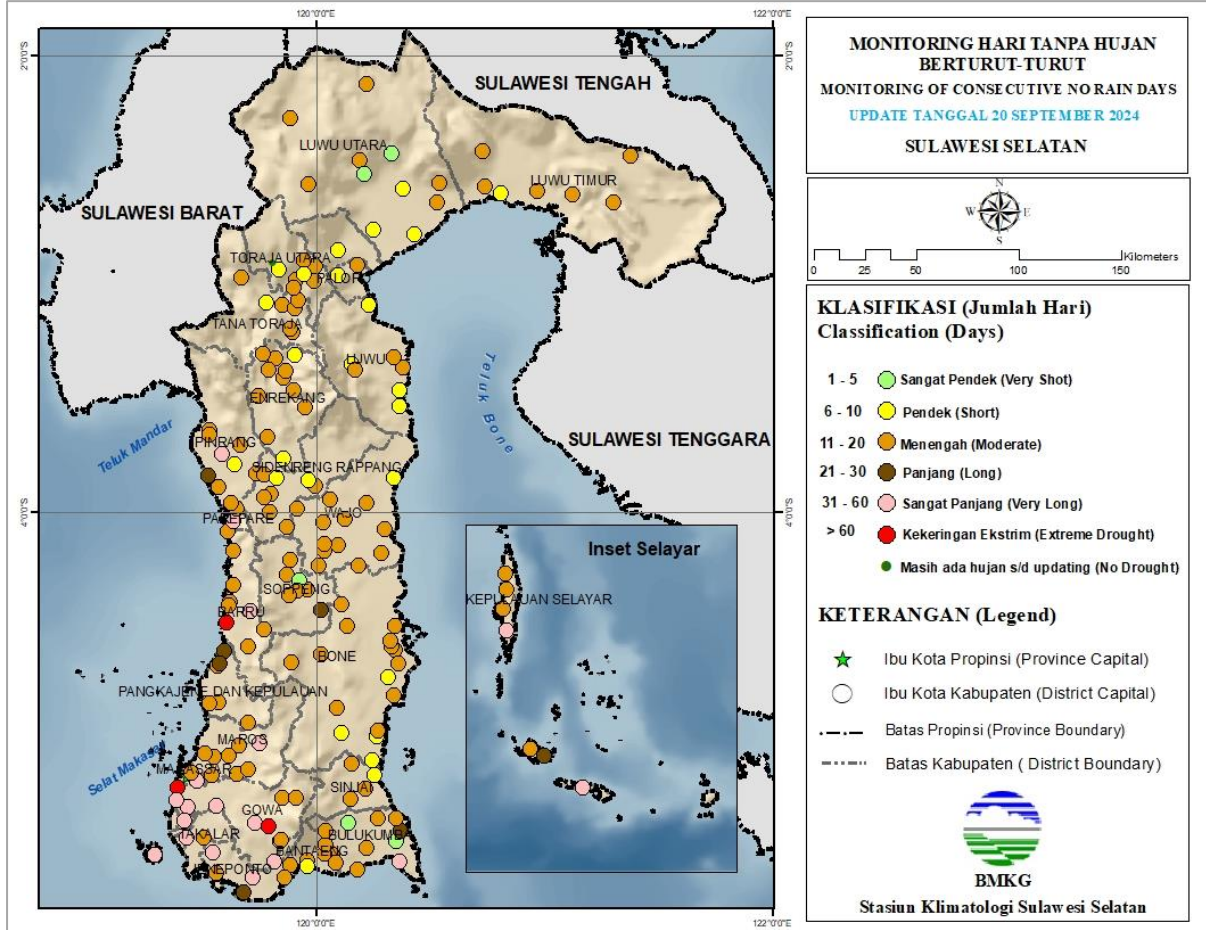 120°0'0"E
122°0'0"E
2°0'0"S
4°0'0"S
SULAWESI TENGAH
LUWU UTARA
LUWU TIMUR
SULAWESI BARAT
TORAJA UTARA
PALOPO
TANA TORAJA
LUWU
ENREKANG
Teluk Bone
SULAWESI TENGGARA
Teluk Mandar
PINRANG
SIDENRENG RAPPANG
PAREPARE
WAJO
SOPPENG
BARRU
BONE
PANGKAJENE DAN KEPULAUAN
MAROS
Selat Makasar
MAKASSAR
SINJAI
GOWA
TAKALAR
BULUKUMBA
BANTAENG
JENEPONTO
Inset Selayar
KEPULAUAN SELAYAR
120°0'0"E
122°0'0"E
MONITORING HARI TANPA HUJAN
BERTURUT-TURUT
MONITORING OF CONSECUTIVE NO RAIN DAYS
UPDATE TANGGAL 20 SEPTEMBER 2024
SULAWESI SELATAN
N
W E
S
Kilometers
0 25 50 100 150
KLASIFIKASI (Jumlah Hari)
Classification (Days)
1 - 5 Sangat Pendek (Very Shot)
6 - 10 Pendek (Short)
11 - 20 Menengah (Moderate)
21 - 30 Panjang (Long)
31 - 60 Sangat Panjang (Very Long)
> 60 Kekeringan Ekstrim (Extreme Drought)
Masih ada hujan s/d updating (No Drought)
KETERANGAN (Legend)
Ibu Kota Propinsi (Province Capital)
Ibu Kota Kabupaten (District Capital)
Batas Propinsi (Province Boundary)
Batas Kabupaten ( District Boundary)
BMKG
Stasiun Klimatologi Sulawesi Selatan